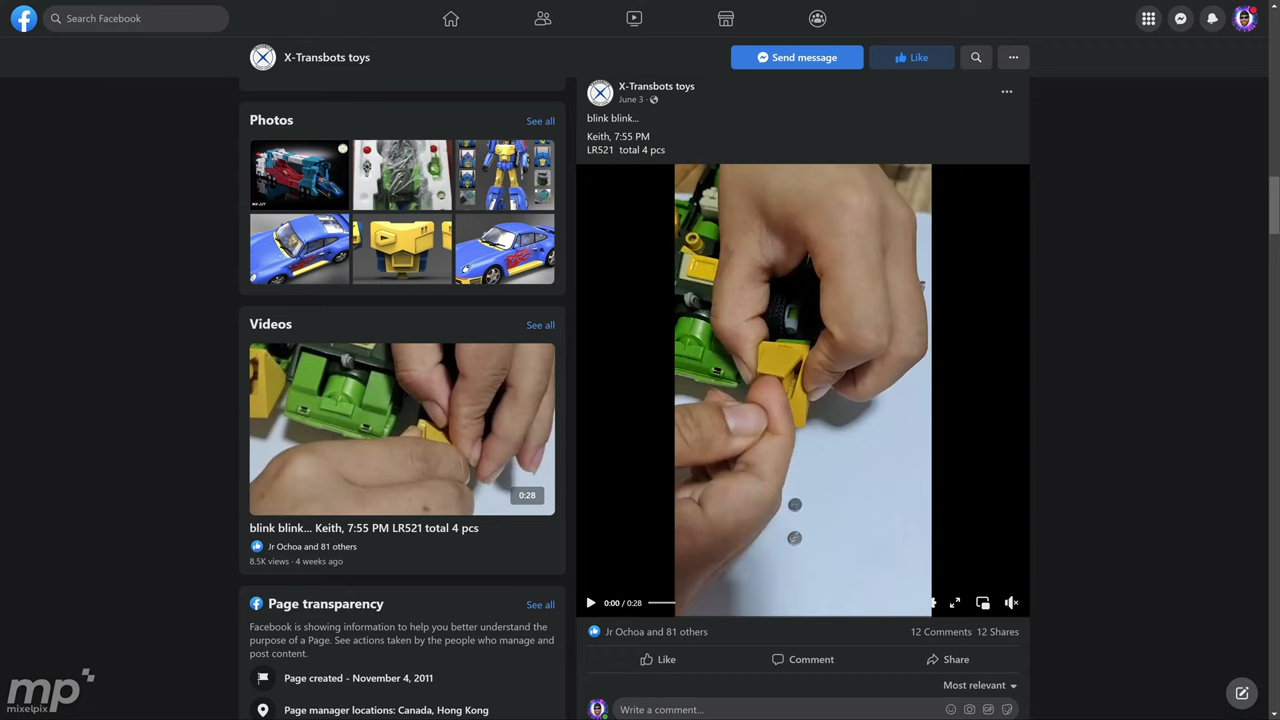 Search Facebook
X-Transbots toys
Send message
Like
Photos
See all
Videos
See all
0:28
blink blink... Keith, 7:55 PM LR521 total 4 pcs
Jr Ochoa and 81 others
8.5K views · 4 weeks ago
Page transparency
See all
Facebook is showing information to help you better understand the
purpose of a Page. See actions taken by the people who manage and
post content.
Page created - November 4, 2011
Page manager locations: Canada, Hong Kong
X-Transbots toys
June 3 ·
blink blink...
Keith, 7:55 PM
LR521 total 4 pcs
0:00 / 0:28
Jr Ochoa and 81 others
12 Comments 12 Shares
Like
Comment
Share
Most relevant
Write a comment...
mp
mixelpix